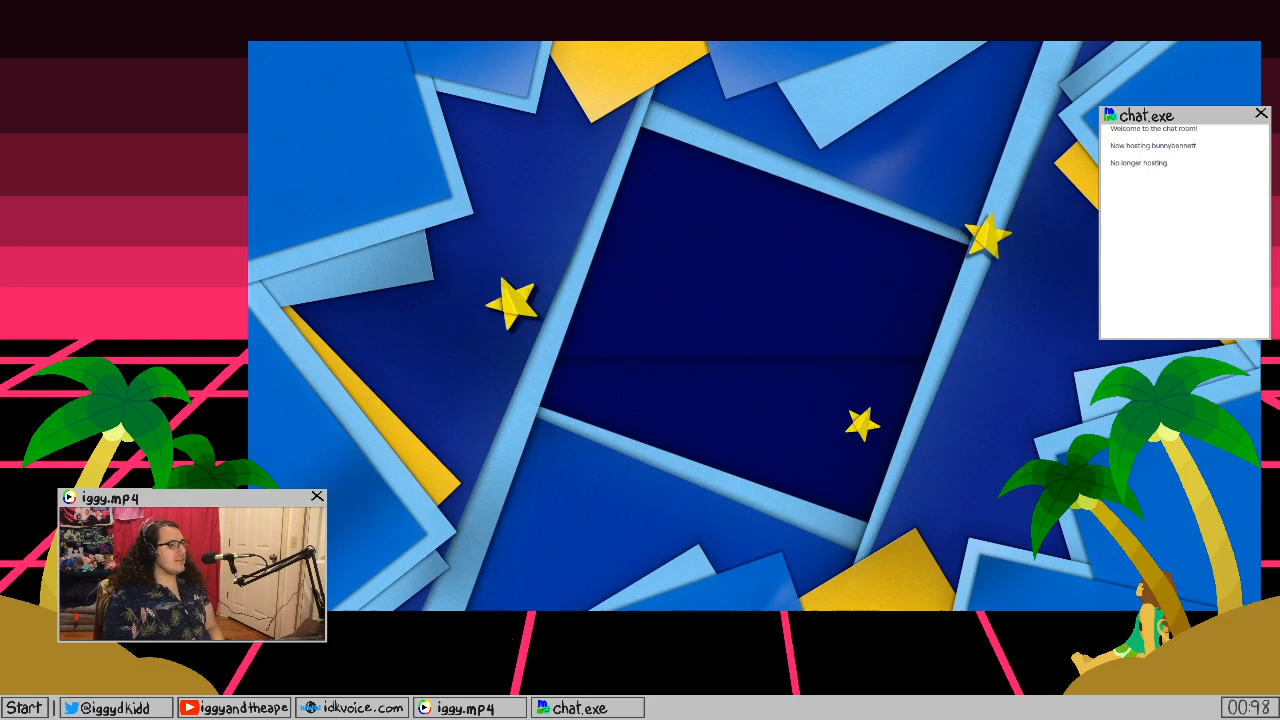 chat.exe
Welcome to the chat room!
Now hosting bunnybennett
No longer hosting.
iggy.mp4
Start
@iggydkidd
iggyandtheape
idkvoice.com
iggy.mp4
chat.exe
00:98